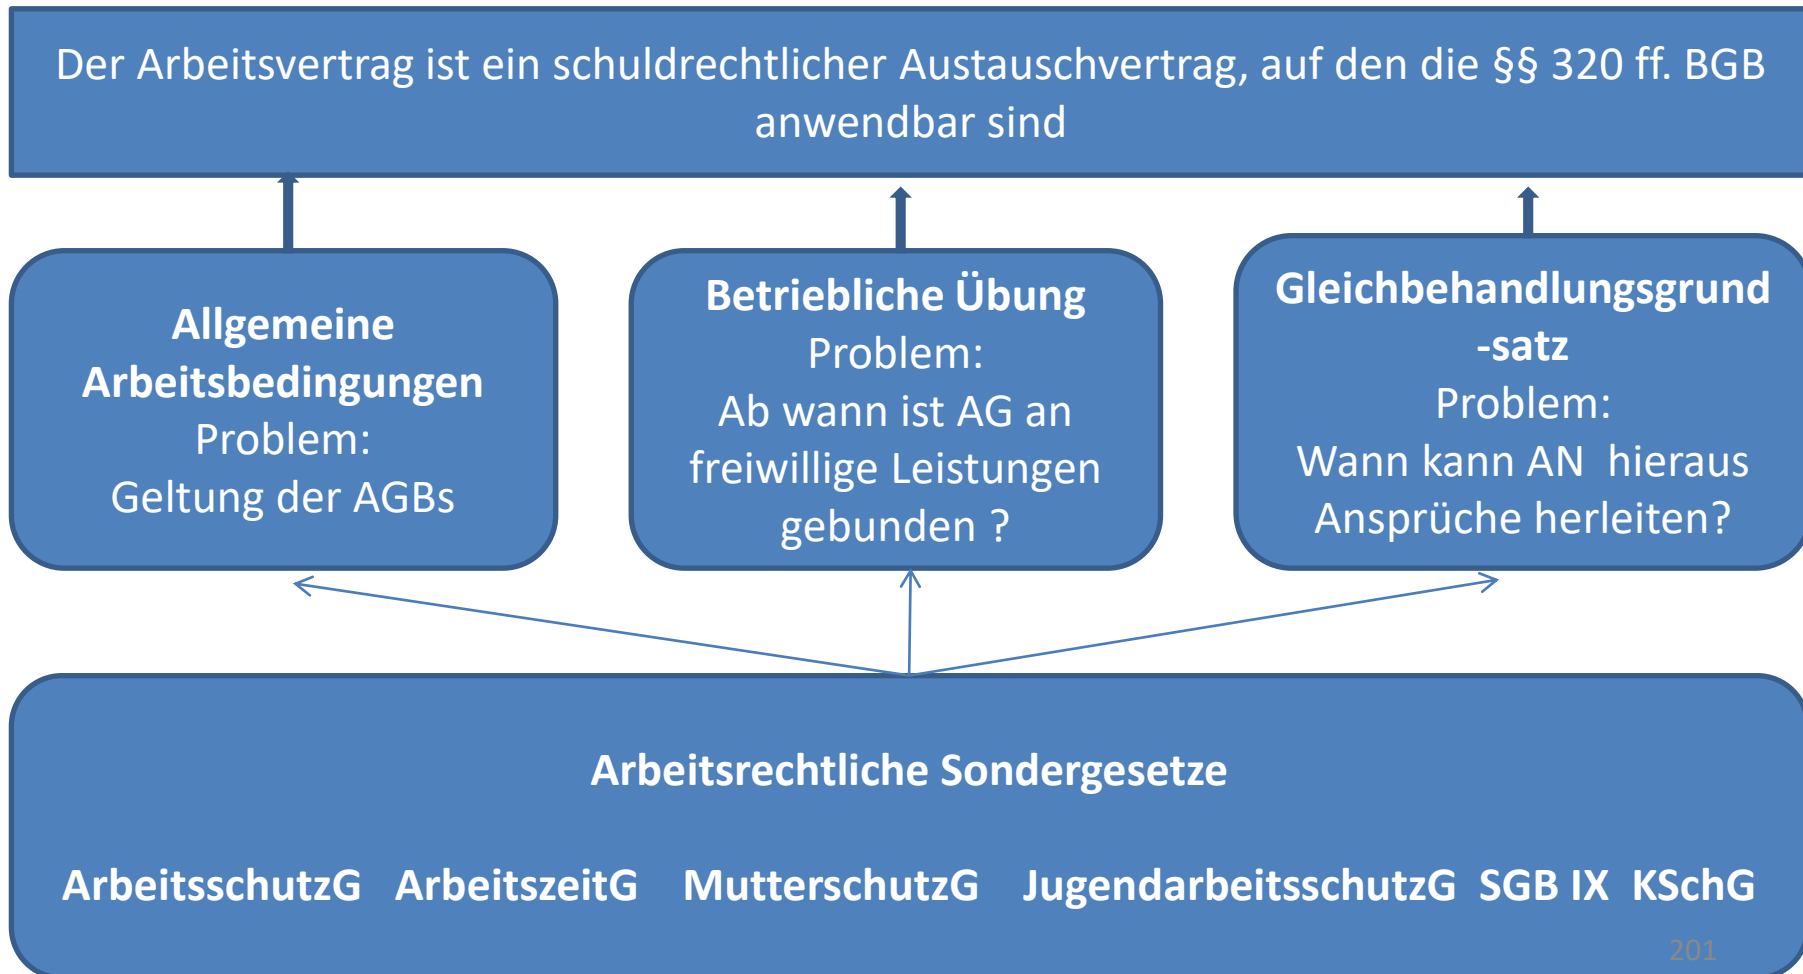 Der Arbeitsvertrag ist ein schuldrechtlicher Austauschvertrag, auf den die §§ 320 ff. BGB
anwendbar sind
Allgemeine
Arbeitsbedingungen
Problem:
Geltung der AGBs
Betriebliche Übung
Problem:
Ab wann ist AG an
freiwillige Leistungen
gebunden ?
Gleichbehandlungsgrund
-satz
Problem:
Wann kann AN  hieraus
Ansprüche herleiten?
Arbeitsrechtliche Sondergesetze
ArbeitsschutzG   ArbeitszeitG   MutterschutzG   JugendarbeitsschutzG  SGB IX  KSchG
201